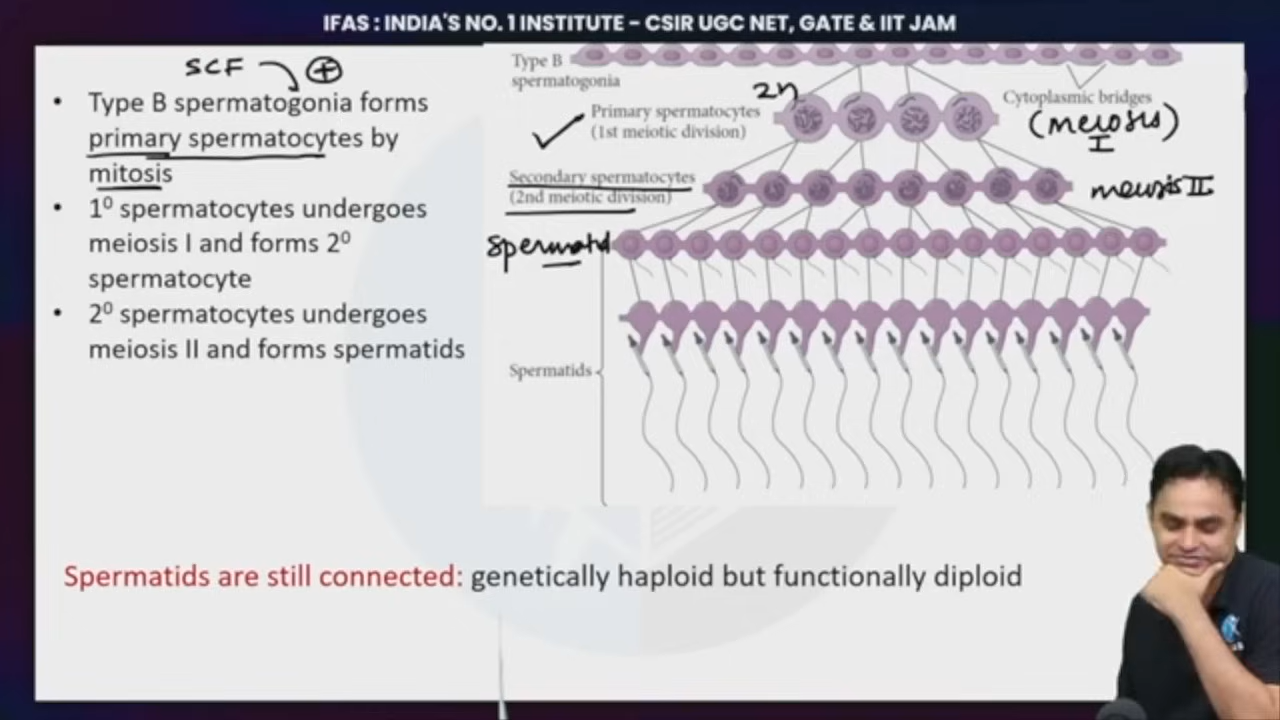 IFAS : INDIA'S NO. 1 INSTITUTE – CSIR UGC NET, GATE & IIT JAM
SCF +
• Type B spermatogonia forms
primary spermatocytes by
mitosis
• 1⁰ spermatocytes undergoes
meiosis I and forms 2⁰
spermatocyte
• 2⁰ spermatocytes undergoes
meiosis II and forms spermatids
Type B
spermatogonia
2n
Primary spermatocytes
(1st meiotic division)
Cytoplasmic bridges
(meiosis)
I
Secondary spermatocytes
(2nd meiotic division)
meiosis II
spermatid
Spermatids
Spermatids are still connected: genetically haploid but functionally diploid